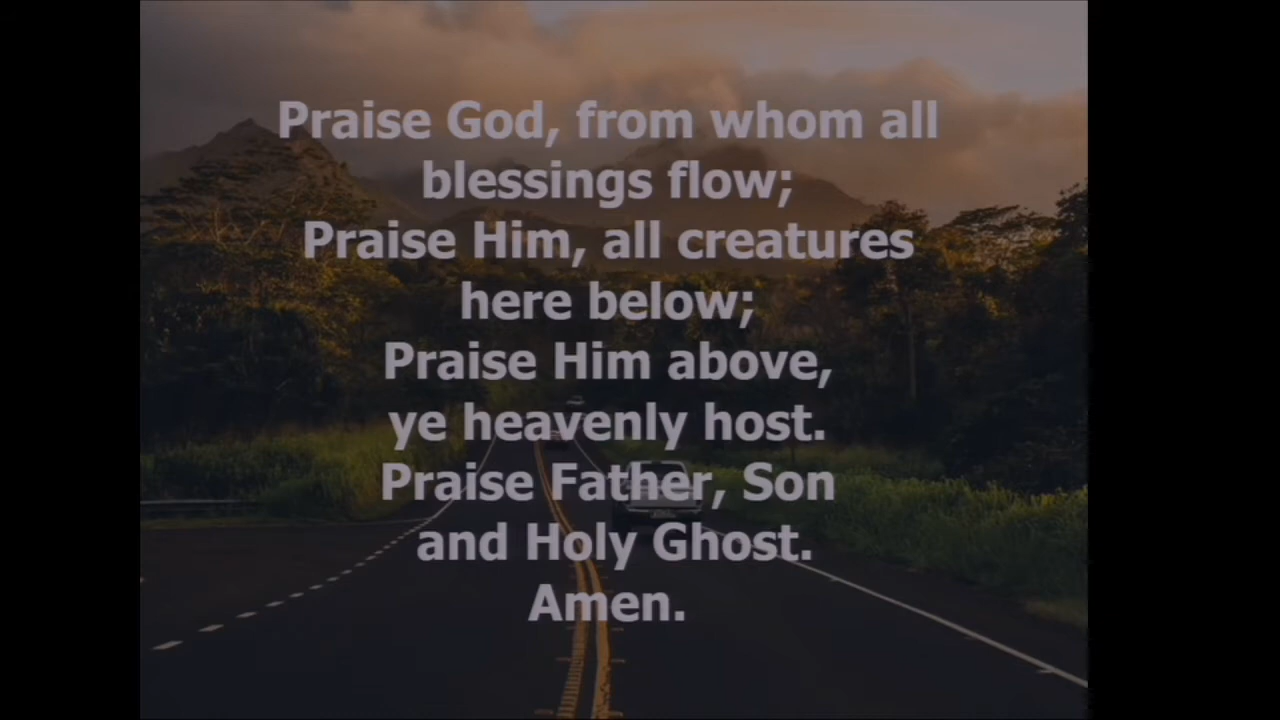 Praise God, from whom all
blessings flow;
Praise Him, all creatures
here below;
Praise Him above,
ye heavenly host.
Praise Father, Son
and Holy Ghost.
Amen.